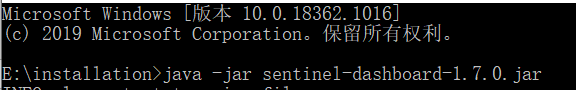 Microsoft Windows [版本 10.0.18362.1016]
(c) 2019 Microsoft Corporation。保留所有权利。
E:\installation>java -jar sentinel-dashboard-1.7.0.jar